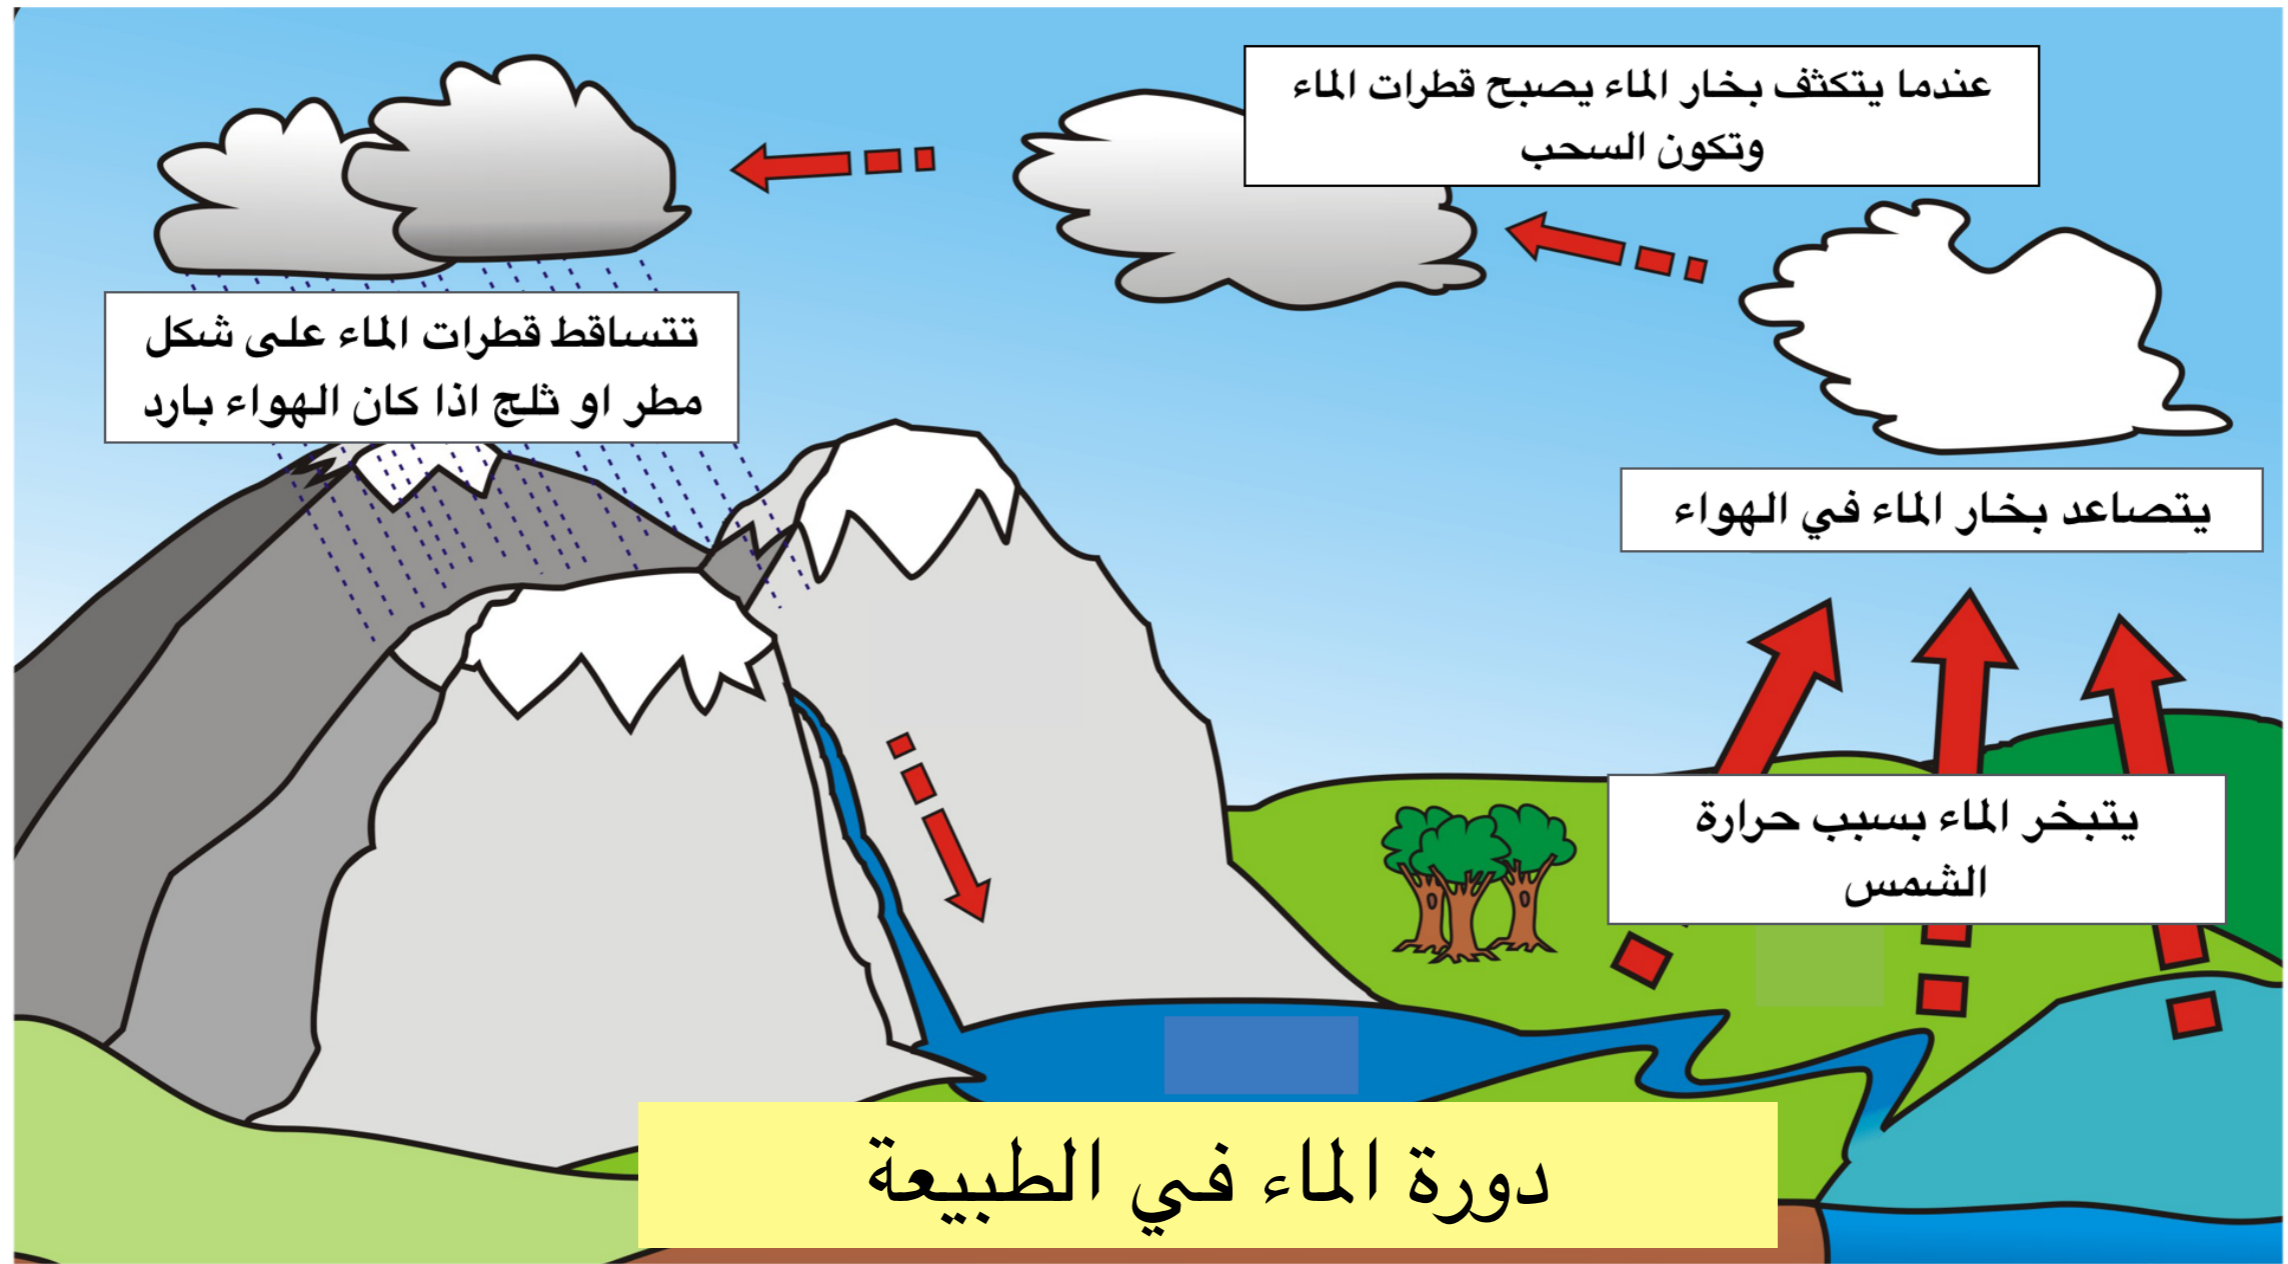 عندما يتكثف بخار الماء يصبح قطرات الماء
وتكون السحب
تتساقط قطرات الماء على شكل
مطر او ثلج اذا كان الهواء بارد
يتصاعد بخار الماء في الهواء
يتبخر الماء بسبب حرارة
الشمس
دورة الماء في الطبيعة